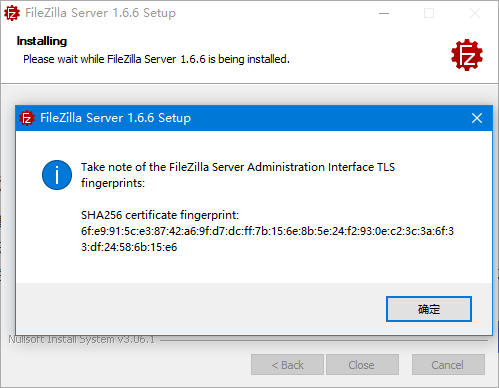 FileZilla Server 1.6.6 Setup
Installing
Please wait while FileZilla Server 1.6.6 is being installed.
FileZilla Server 1.6.6 Setup
Take note of the FileZilla Server Administration Interface TLS
fingerprints:
SHA256 certificate fingerprint:
6f:e9:91:5c:e3:87:42:a6:9f:d7:dc:ff:7b:15:6e:8b:5e:24:f2:93:0e:c2:3c:3a:6f:3
3:df:24:58:6b:15:e6
确定
Nullsoft Install System v3.06.1
< Back
Close
Cancel